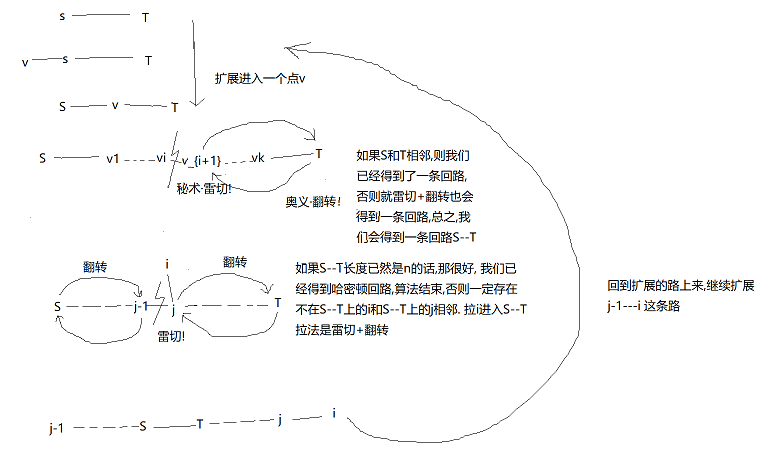 s T
v s T
扩展进入一个点v
S v T
S v1 vi v_{i+1} vk T
秘术·雷切!
奥义·翻转!
如果S和T相邻,则我们
已经得到了一条回路,
否则就雷切+翻转也会
得到一条回路,总之,我
们会得到一条回路S--T
翻转 i 翻转
S j-1 j T
雷切!
如果S--T长度已然是n的话,那很好, 我们已
经得到哈密顿回路,算法结束,否则一定存在
不在S--T上的i和S--T上的j相邻. 拉i进入S--T
拉法是雷切+翻转
回到扩展的路上来,继续扩展
j-1---i 这条路
j-1 S T j i